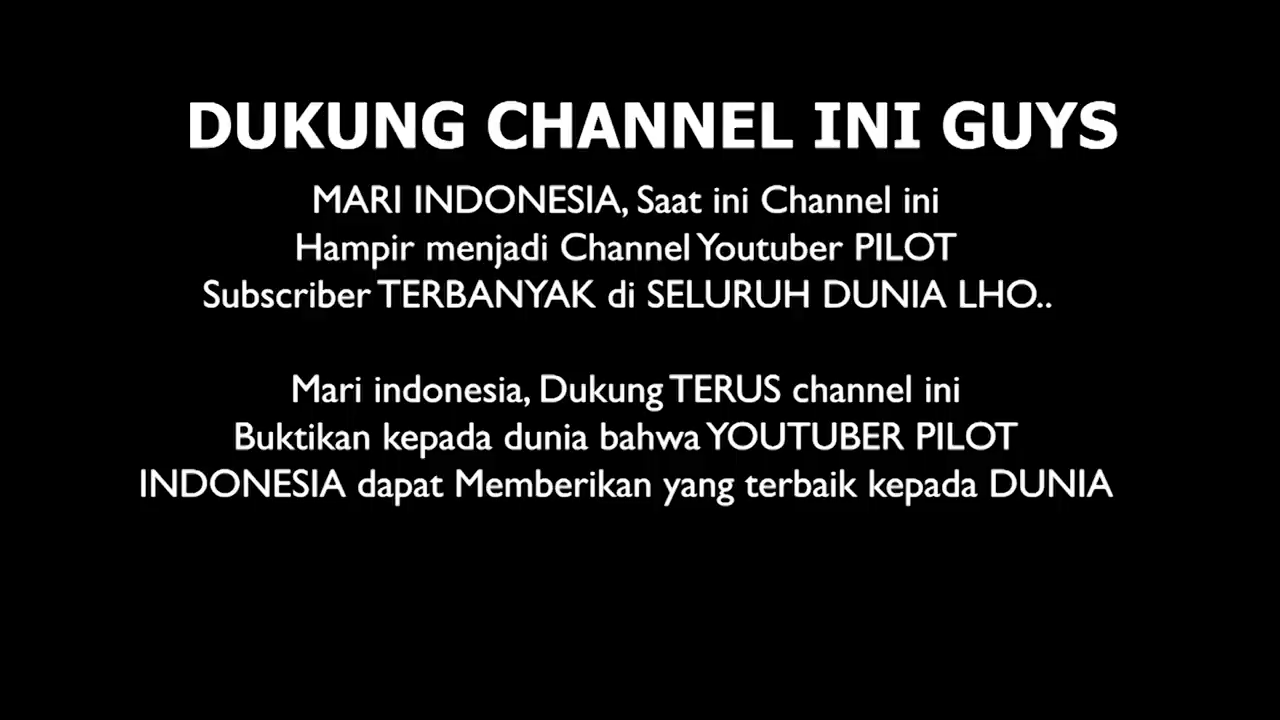 DUKUNG CHANNEL INI GUYS
MARI INDONESIA, Saat ini Channel ini
Hampir menjadi Channel Youtuber PILOT
Subscriber TERBANYAK di SELURUH DUNIA LHO..
Mari indonesia, Dukung TERUS channel ini
Buktikan kepada dunia bahwa YOUTUBER PILOT
INDONESIA dapat Memberikan yang terbaik kepada DUNIA